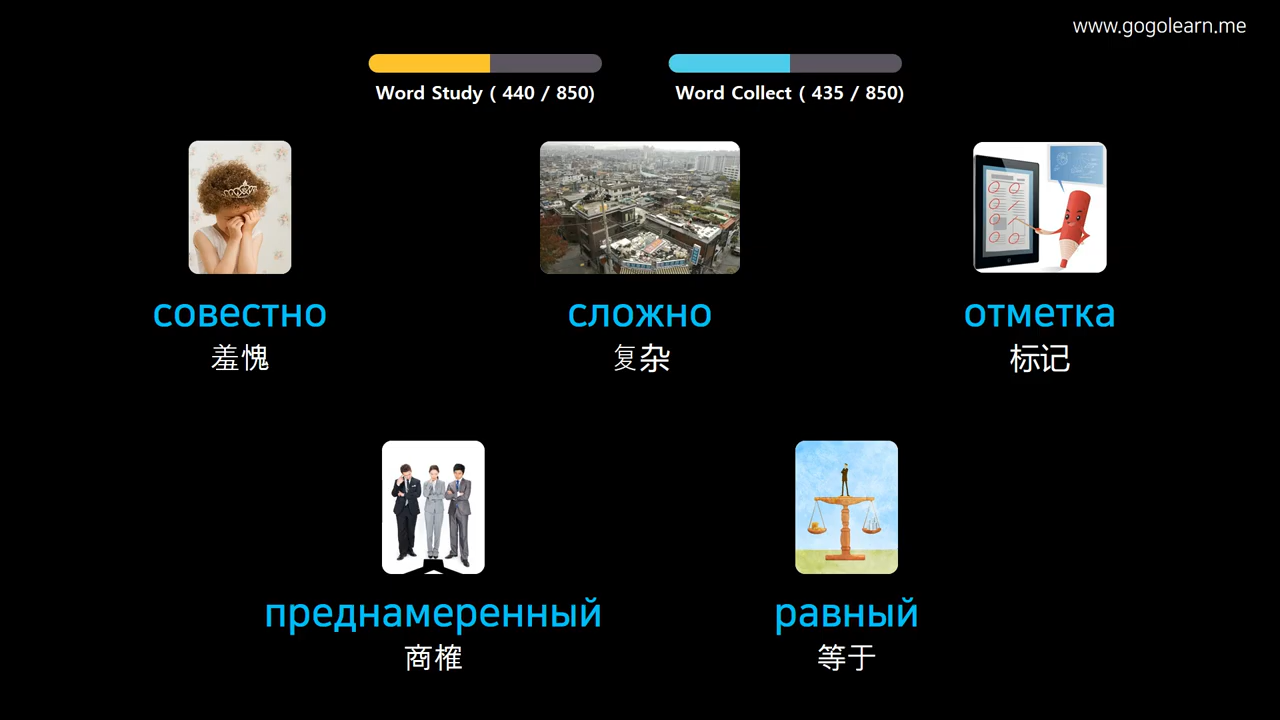 www.gogolearn.me
Word Study ( 440 / 850)
Word Collect ( 435 / 850)
совестно
羞愧
сложно
复杂
отметка
标记
преднамеренный
商榷
равный
等于